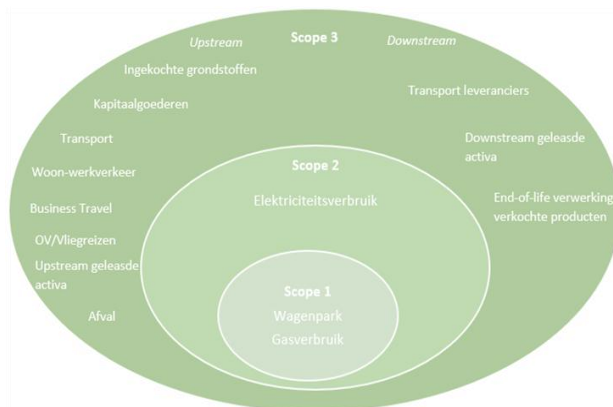 Upstream
Scope 3
Downstream
Ingekochte grondstoffen
Kapitaalgoederen
Transport
Woon-werkverkeer
Business Travel
OV/Vliegreizen
Upstream geleasde
activa
Afval
Transport leveranciers
Downstream geleasde
activa
End-of-life verwerking
verkochte producten
Scope 2
Elektriciteitsverbruik
Scope 1
Wagenpark
Gasverbruik